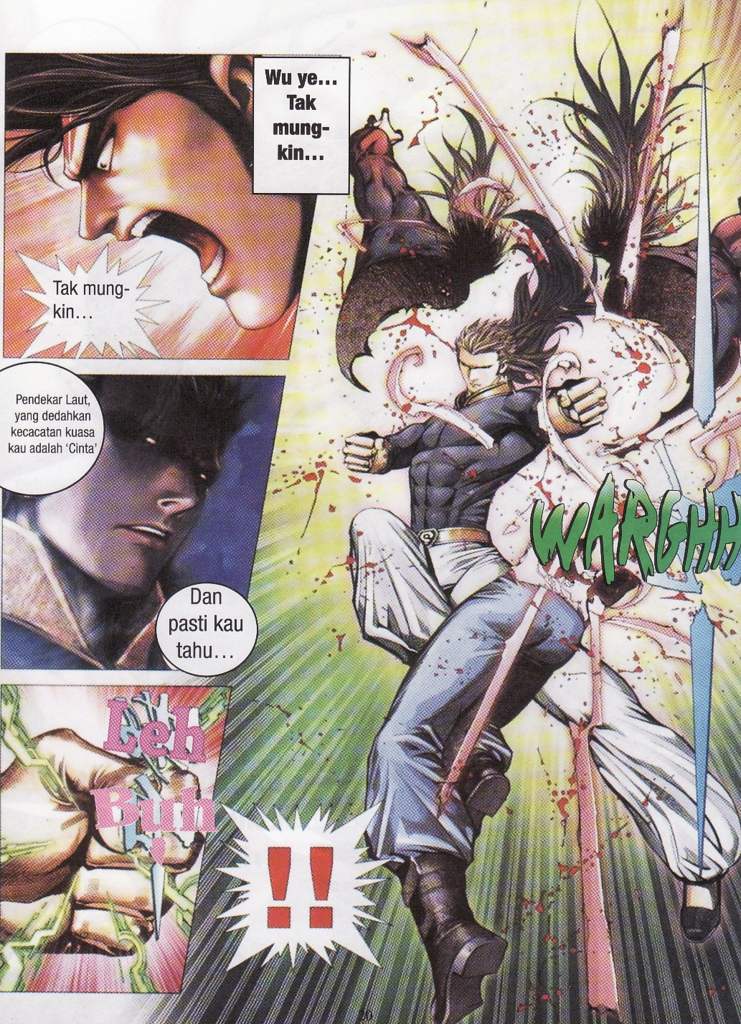 Wu ye...
Tak
mung-
kin...
Tak mung-
kin...
Pendekar Laut,
yang dedahkan
kecacatan kuasa
kau adalah ‘Cinta’
Dan
pasti kau
tahu...
WARGHH
Leh
Buh
!
!!
20